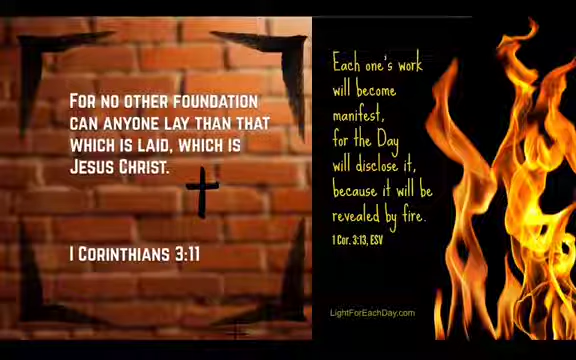 For no other foundation
can anyone lay than that
which is laid, which is
Jesus Christ.
1 Corinthians 3:11
Each one's work
will become
manifest,
for the Day
will disclose it,
because it will be
revealed by fire.
1 Cor. 3:13, ESV
LightForEachDay.com